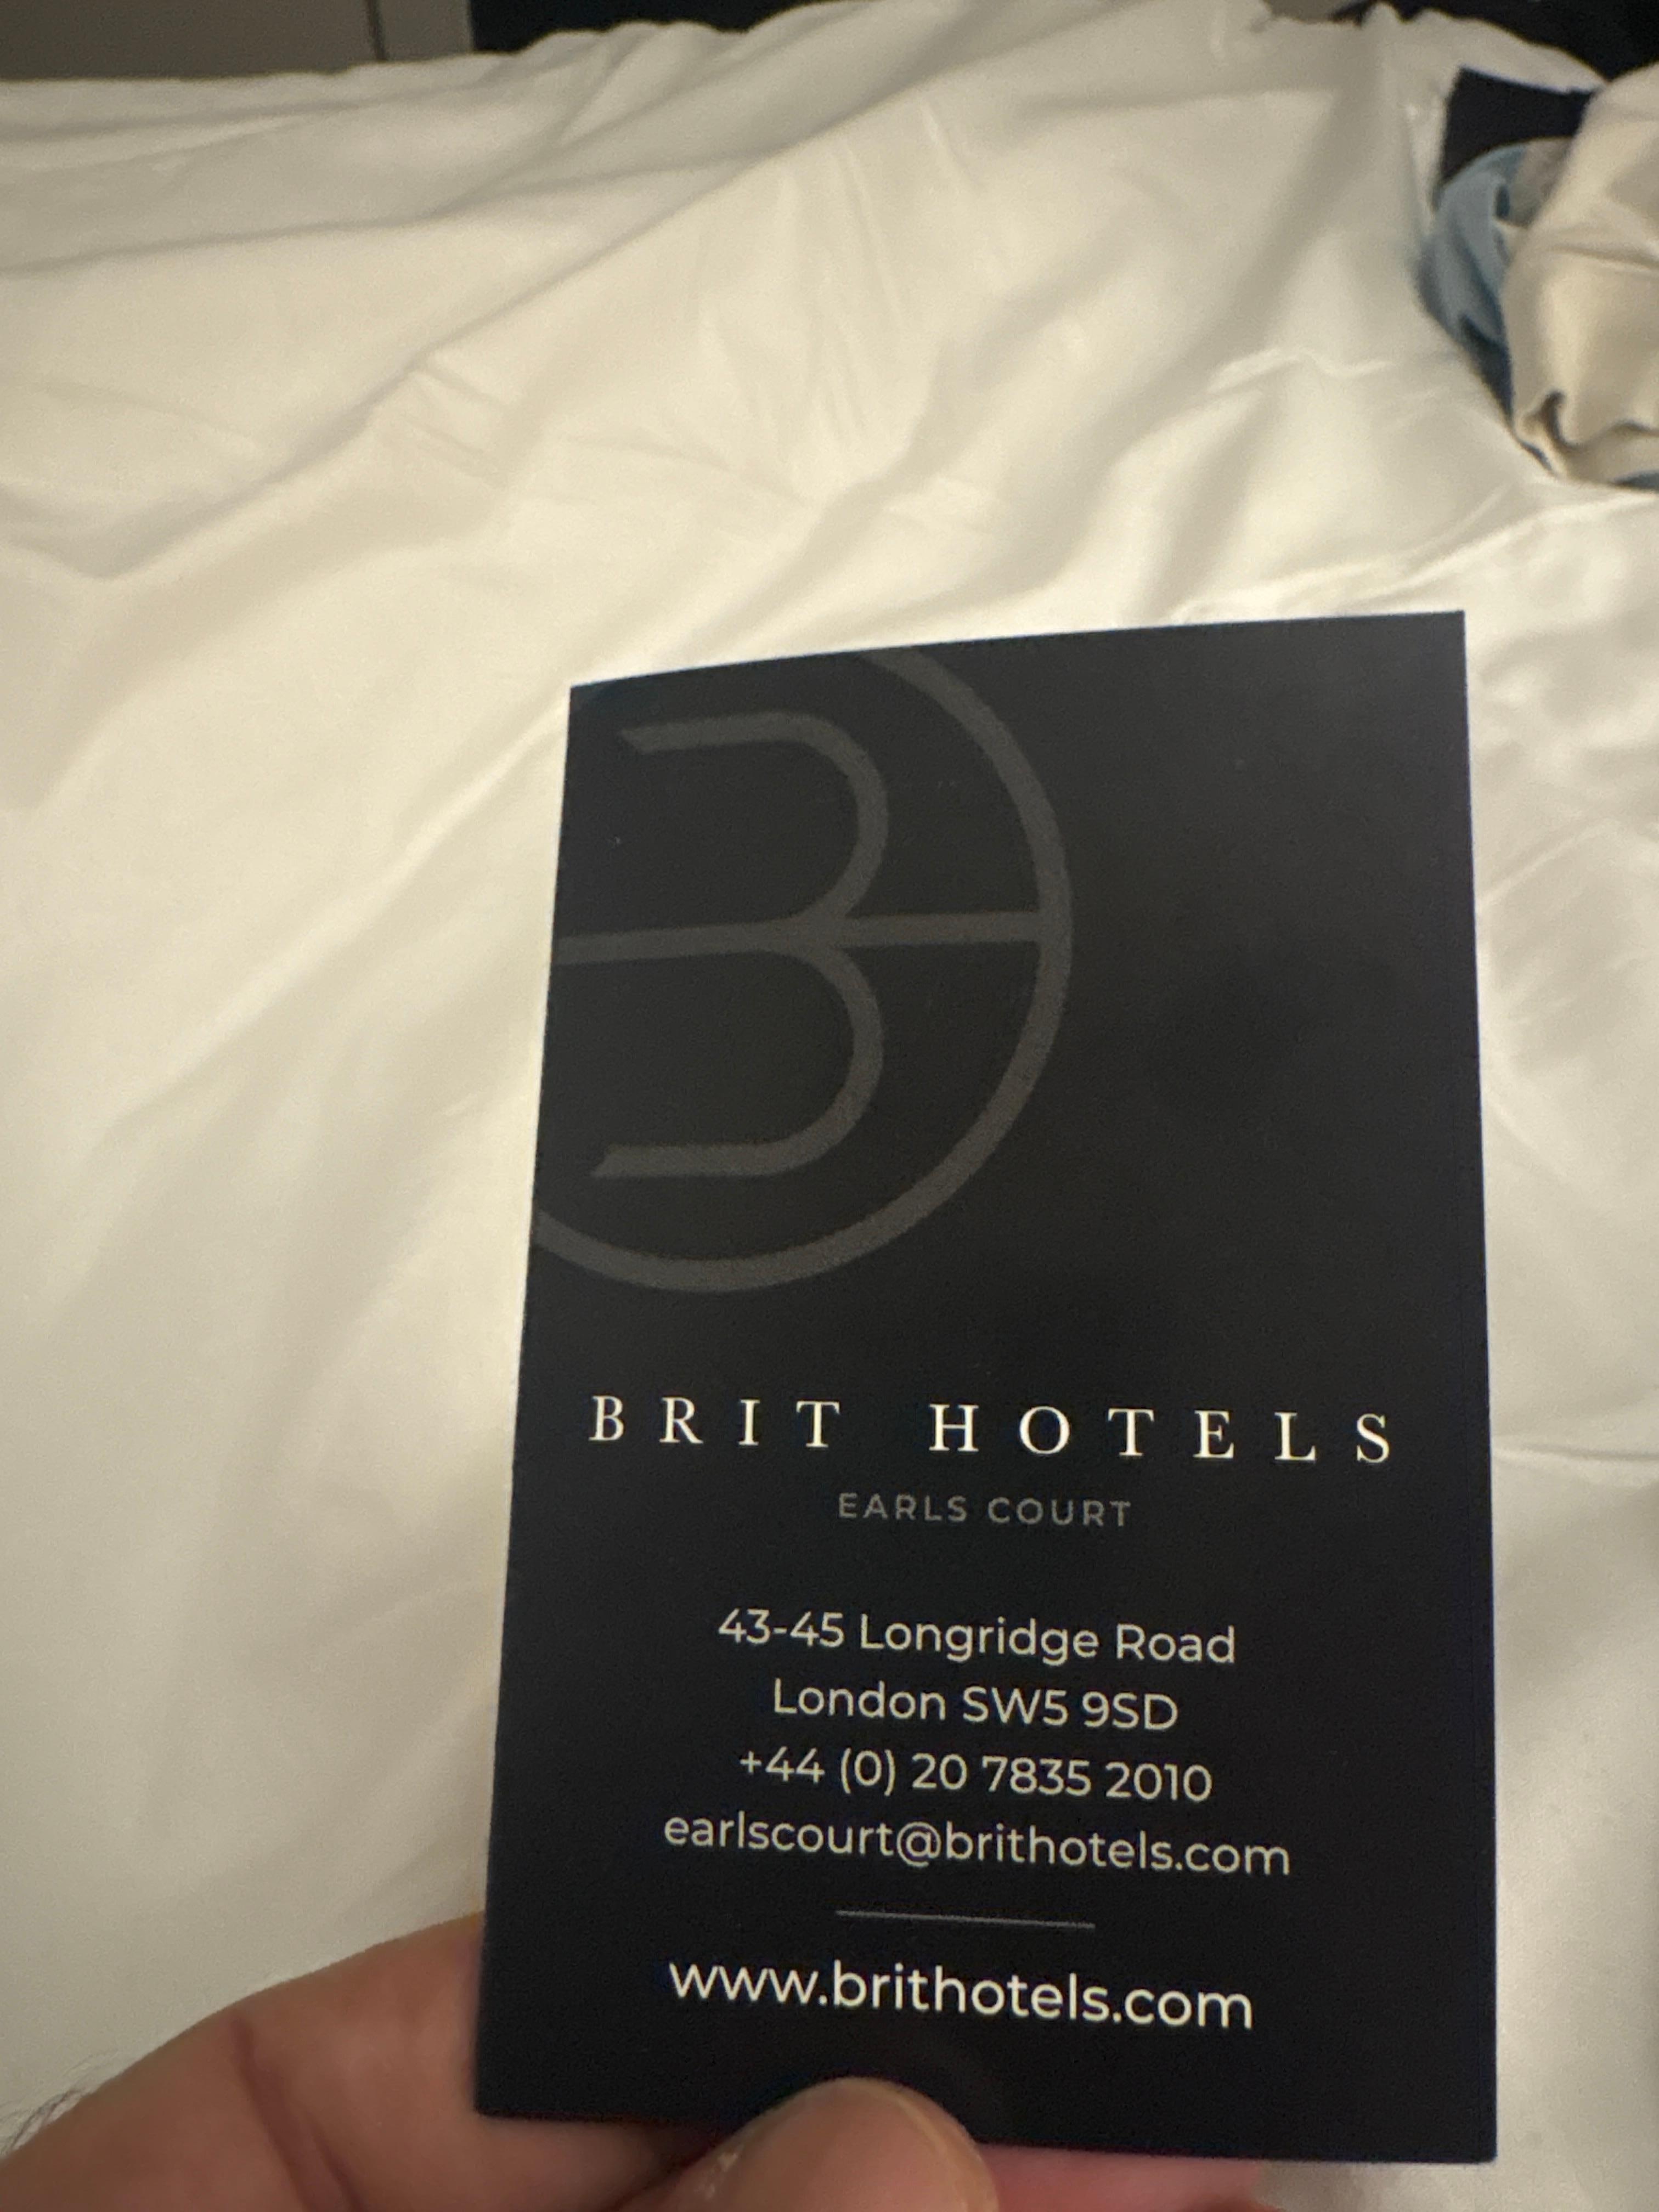 BRIT HOTELS
EARLS COURT
43-45 Longridge Road
London SW5 9SD
+44 (0) 20 7835 2010
earlscourt@brithotels.com
www.brithotels.com